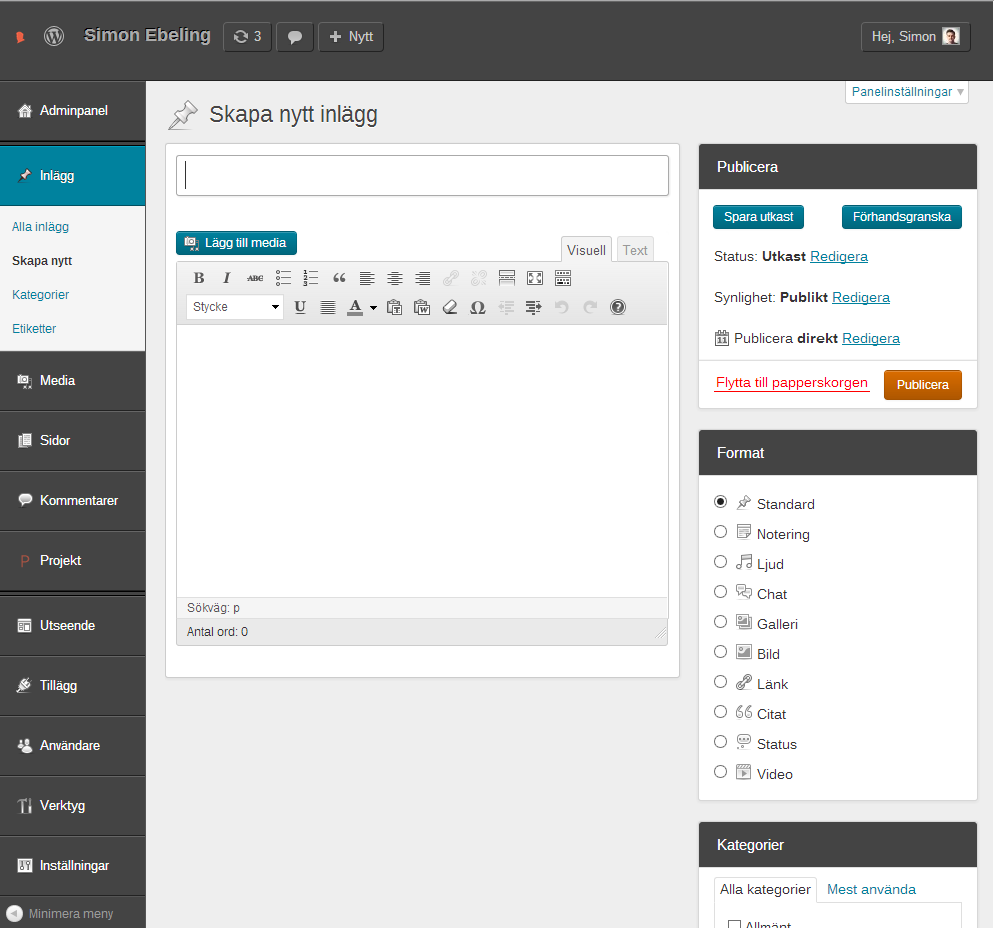 Simon Ebeling
3
Nytt
Hej, Simon
Panelinställningar
Adminpanel
Inlägg
Alla inlägg
Skapa nytt
Kategorier
Etiketter
Media
Sidor
Kommentarer
P Projekt
Utseende
Tillägg
Användare
Verktyg
Inställningar
Minimera meny
Skapa nytt inlägg
Lägg till media
Visuell
Text
B I ABC
Stycke
U A Ω
Sökväg: p
Antal ord: 0
Publicera
Spara utkast
Förhandsgranska
Status: Utkast Redigera
Synlighet: Publikt Redigera
11 Publicera direkt Redigera
Flytta till papperskorgen
Publicera
Format
Standard
Notering
Ljud
Chat
Galleri
Bild
Länk
Citat
Status
Video
Kategorier
Alla kategorier
Mest använda
Allmänt